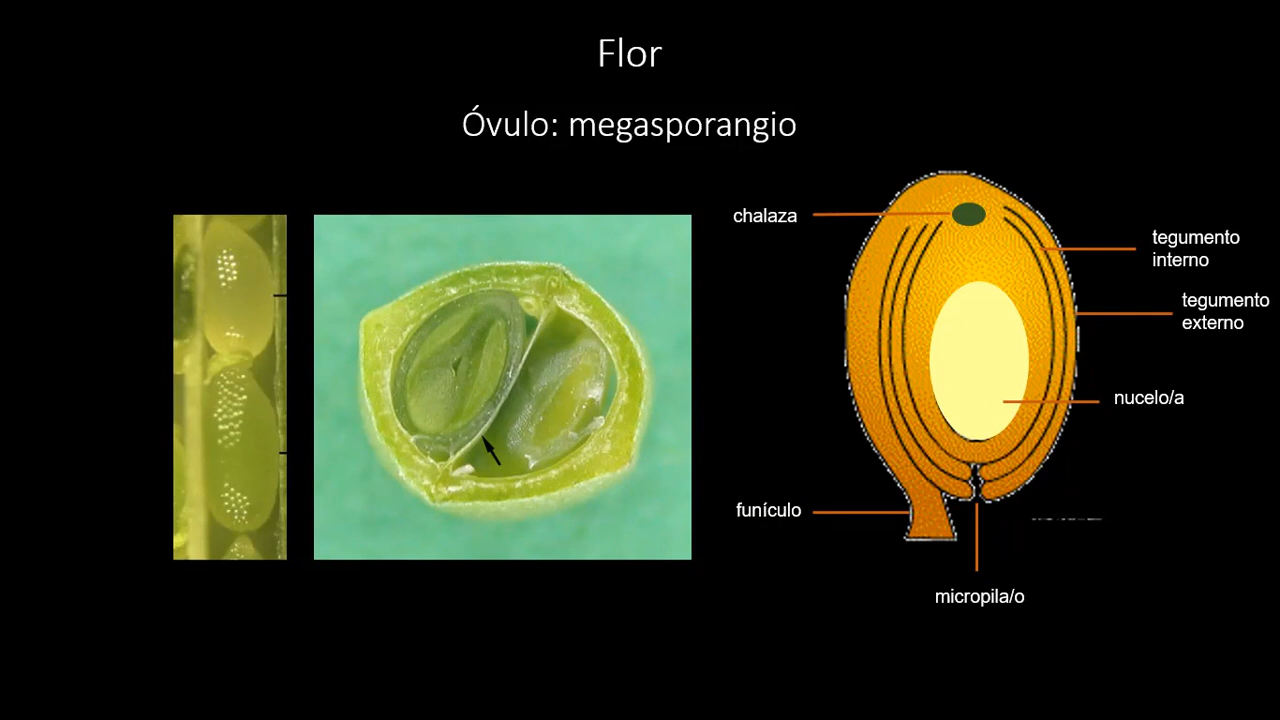 Flor
Óvulo: megasporangio
chalaza
tegumento
interno
tegumento
externo
nucelo/a
funículo
micropila/o